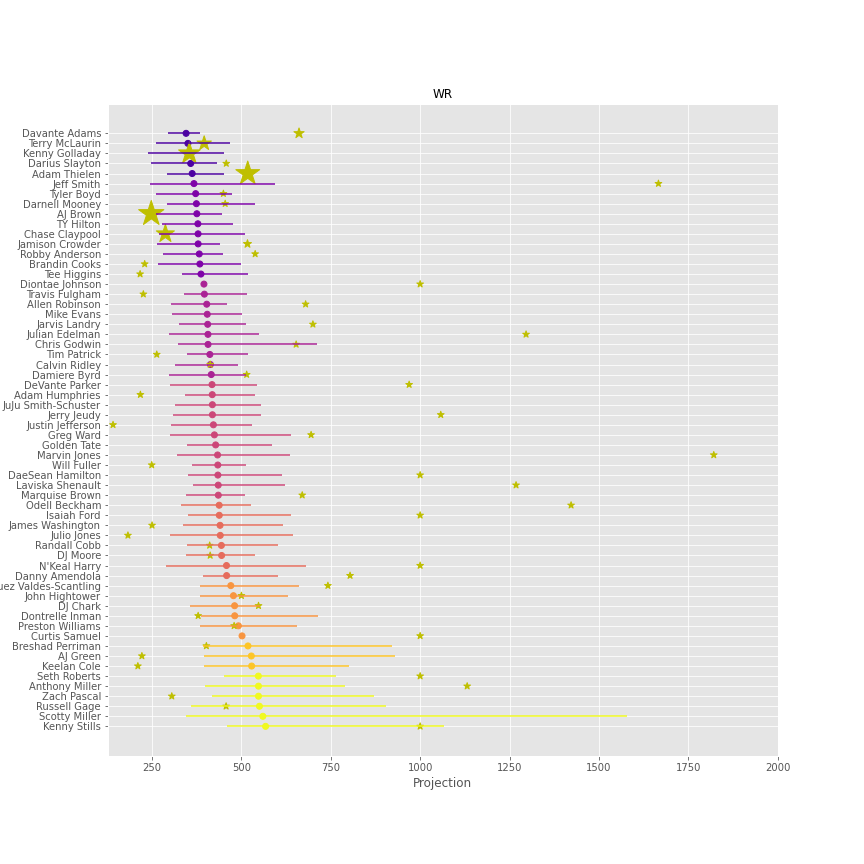 WR
Davante Adams
Terry McLaurin
Kenny Golladay
Darius Slayton
Adam Thielen
Jeff Smith
Tyler Boyd
Darnell Mooney
AJ Brown
TY Hilton
Chase Claypool
Jamison Crowder
Robby Anderson
Brandin Cooks
Tee Higgins
Diontae Johnson
Travis Fulgham
Allen Robinson
Mike Evans
Jarvis Landry
Julian Edelman
Chris Godwin
Tim Patrick
Calvin Ridley
Damiere Byrd
DeVante Parker
Adam Humphries
JuJu Smith-Schuster
Jerry Jeudy
Justin Jefferson
Greg Ward
Golden Tate
Marvin Jones
Will Fuller
DaeSean Hamilton
Laviska Shenault
Marquise Brown
Odell Beckham
Isaiah Ford
James Washington
Julio Jones
Randall Cobb
DJ Moore
N'Keal Harry
Danny Amendola
uez Valdes-Scantling
John Hightower
DJ Chark
Dontrelle Inman
Preston Williams
Curtis Samuel
Breshad Perriman
AJ Green
Keelan Cole
Seth Roberts
Anthony Miller
Zach Pascal
Russell Gage
Scotty Miller
Kenny Stills
250 500 750 1000 1250 1500 1750 2000
Projection